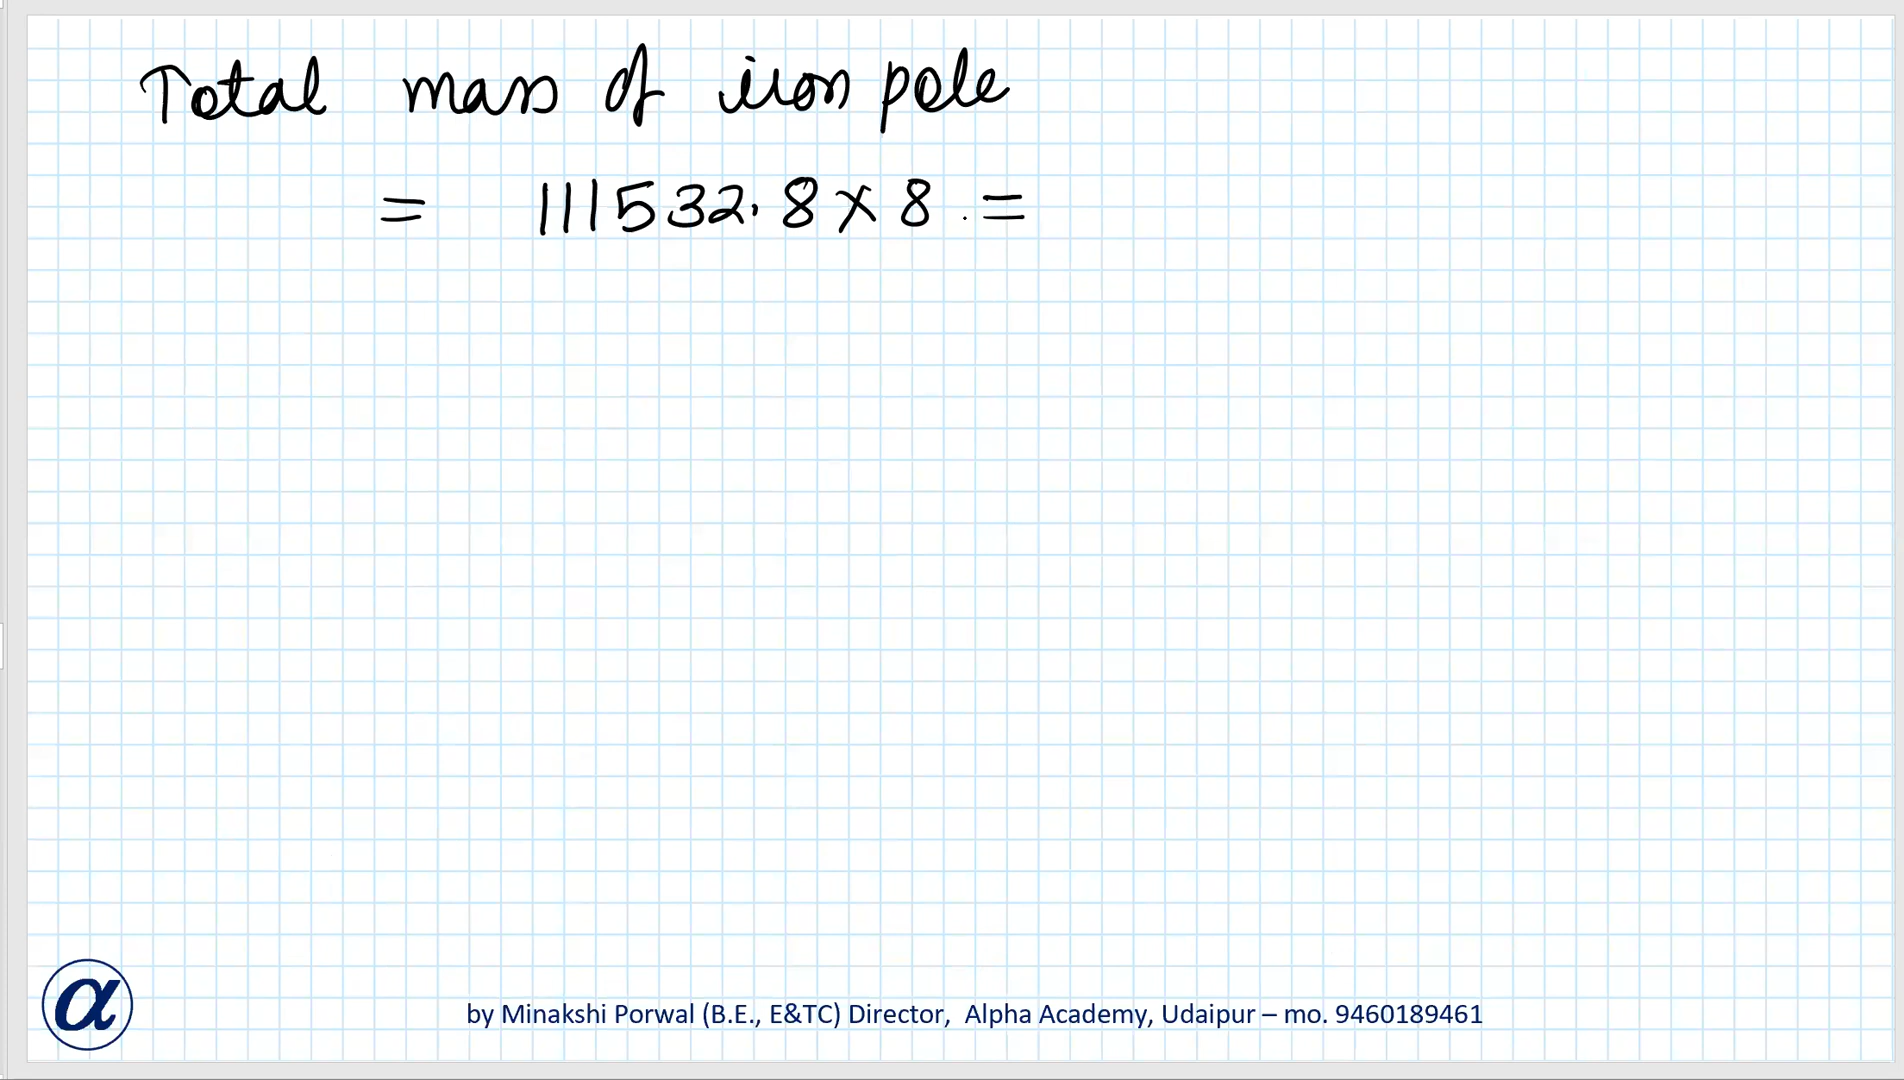 Total mass of iron pole
= 111532.8 × 8 =
α
by Minakshi Porwal (B.E., E&TC) Director, Alpha Academy, Udaipur – mo. 9460189461